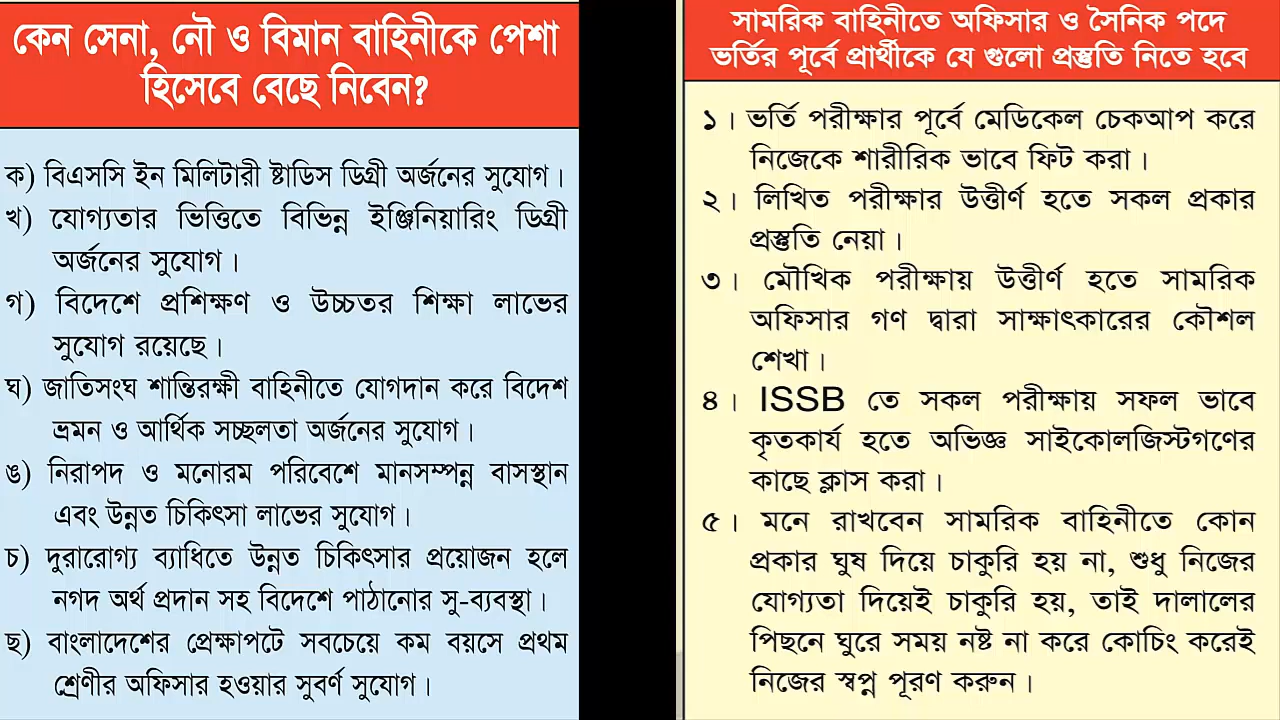 কেন সেনা, নৌ ও বিমান বাহিনীকে পেশা
হিসেবে বেছে নিবেন?
ক) বিএসসি ইন মিলিটারী ষ্টাডিস ডিগ্রী অর্জনের সুযোগ।
খ) যোগ্যতার ভিত্তিতে বিভিন্ন ইঞ্জিনিয়ারিং ডিগ্রী
অর্জনের সুযোগ।
গ) বিদেশে প্রশিক্ষণ ও উচ্চতর শিক্ষা লাভের
সুযোগ রয়েছে।
ঘ) জাতিসংঘ শান্তিরক্ষী বাহিনীতে যোগদান করে বিদেশ
ভ্রমন ও আর্থিক সচ্ছলতা অর্জনের সুযোগ।
ঙ) নিরাপদ ও মনোরম পরিবেশে মানসম্পন্ন বাসস্থান
এবং উন্নত চিকিৎসা লাভের সুযোগ।
চ) দুরারোগ্য ব্যাধিতে উন্নত চিকিৎসার প্রয়োজন হলে
নগদ অর্থ প্রদান সহ বিদেশে পাঠানোর সু-ব্যবস্থা।
ছ) বাংলাদেশের প্রেক্ষাপটে সবচেয়ে কম বয়সে প্রথম
শ্রেণীর অফিসার হওয়ার সুবর্ণ সুযোগ।
সামরিক বাহিনীতে অফিসার ও সৈনিক পদে
ভর্তির পূর্বে প্রার্থীকে যে গুলো প্রস্তুতি নিতে হবে
১। ভর্তি পরীক্ষার পূর্বে মেডিকেল চেকআপ করে
নিজেকে শারীরিক ভাবে ফিট করা।
২। লিখিত পরীক্ষার উত্তীর্ণ হতে সকল প্রকার
প্রস্তুতি নেয়া।
৩। মৌখিক পরীক্ষায় উত্তীর্ণ হতে সামরিক
অফিসার গণ দ্বারা সাক্ষাৎকারের কৌশল
শেখা।
৪। ISSB তে সকল পরীক্ষায় সফল ভাবে
কৃতকার্য হতে অভিজ্ঞ সাইকোলজিস্টগণের
কাছে ক্লাস করা।
৫। মনে রাখবেন সামরিক বাহিনীতে কোন
প্রকার ঘুষ দিয়ে চাকুরি হয় না, শুধু নিজের
যোগ্যতা দিয়েই চাকুরি হয়, তাই দালালের
পিছনে ঘুরে সময় নষ্ট না করে কোচিং করেই
নিজের স্বপ্ন পূরণ করুন।